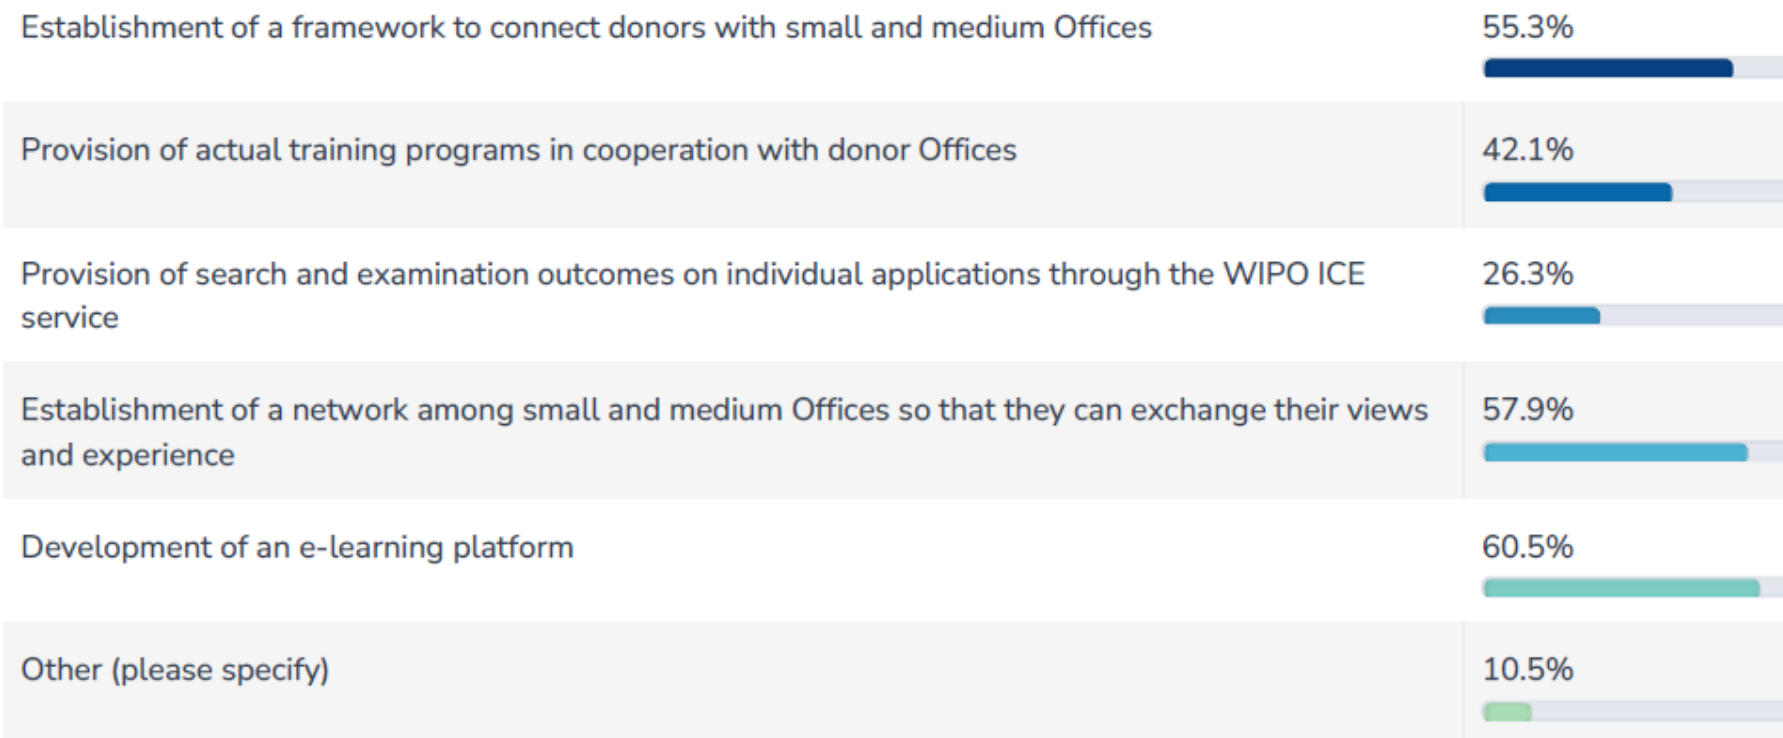 Establishment of a framework to connect donors with small and medium Offices
55.3%
Provision of actual training programs in cooperation with donor Offices
42.1%
Provision of search and examination outcomes on individual applications through the WIPO ICE
service
26.3%
Establishment of a network among small and medium Offices so that they can exchange their views
and experience
57.9%
Development of an e-learning platform
60.5%
Other (please specify)
10.5%